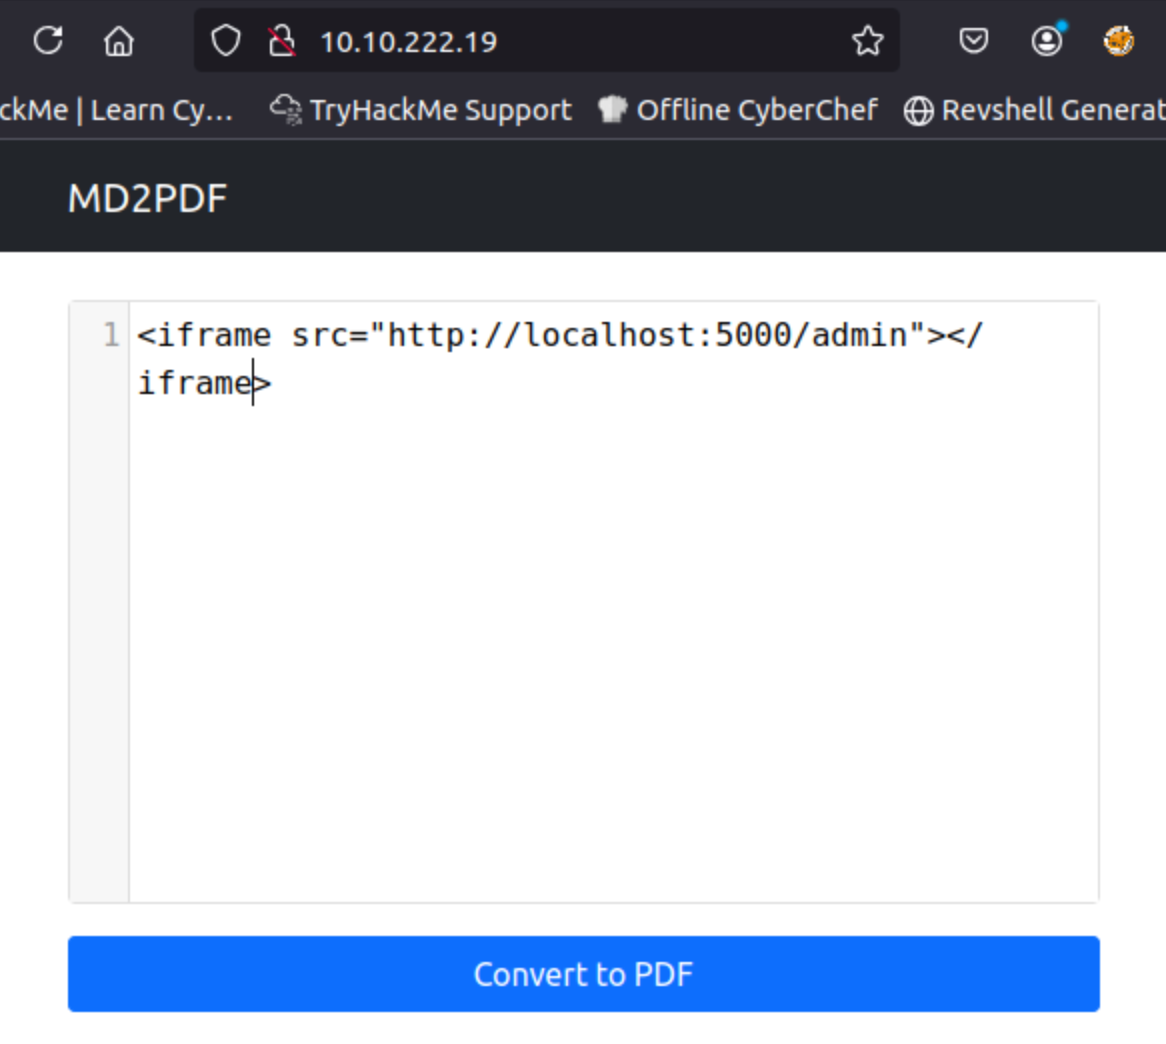 10.10.222.19
ckMe | Learn Cy… TryHackMe Support Offline CyberChef Revshell Generat
MD2PDF
1 <iframe src="http://localhost:5000/admin"></
iframe>
Convert to PDF